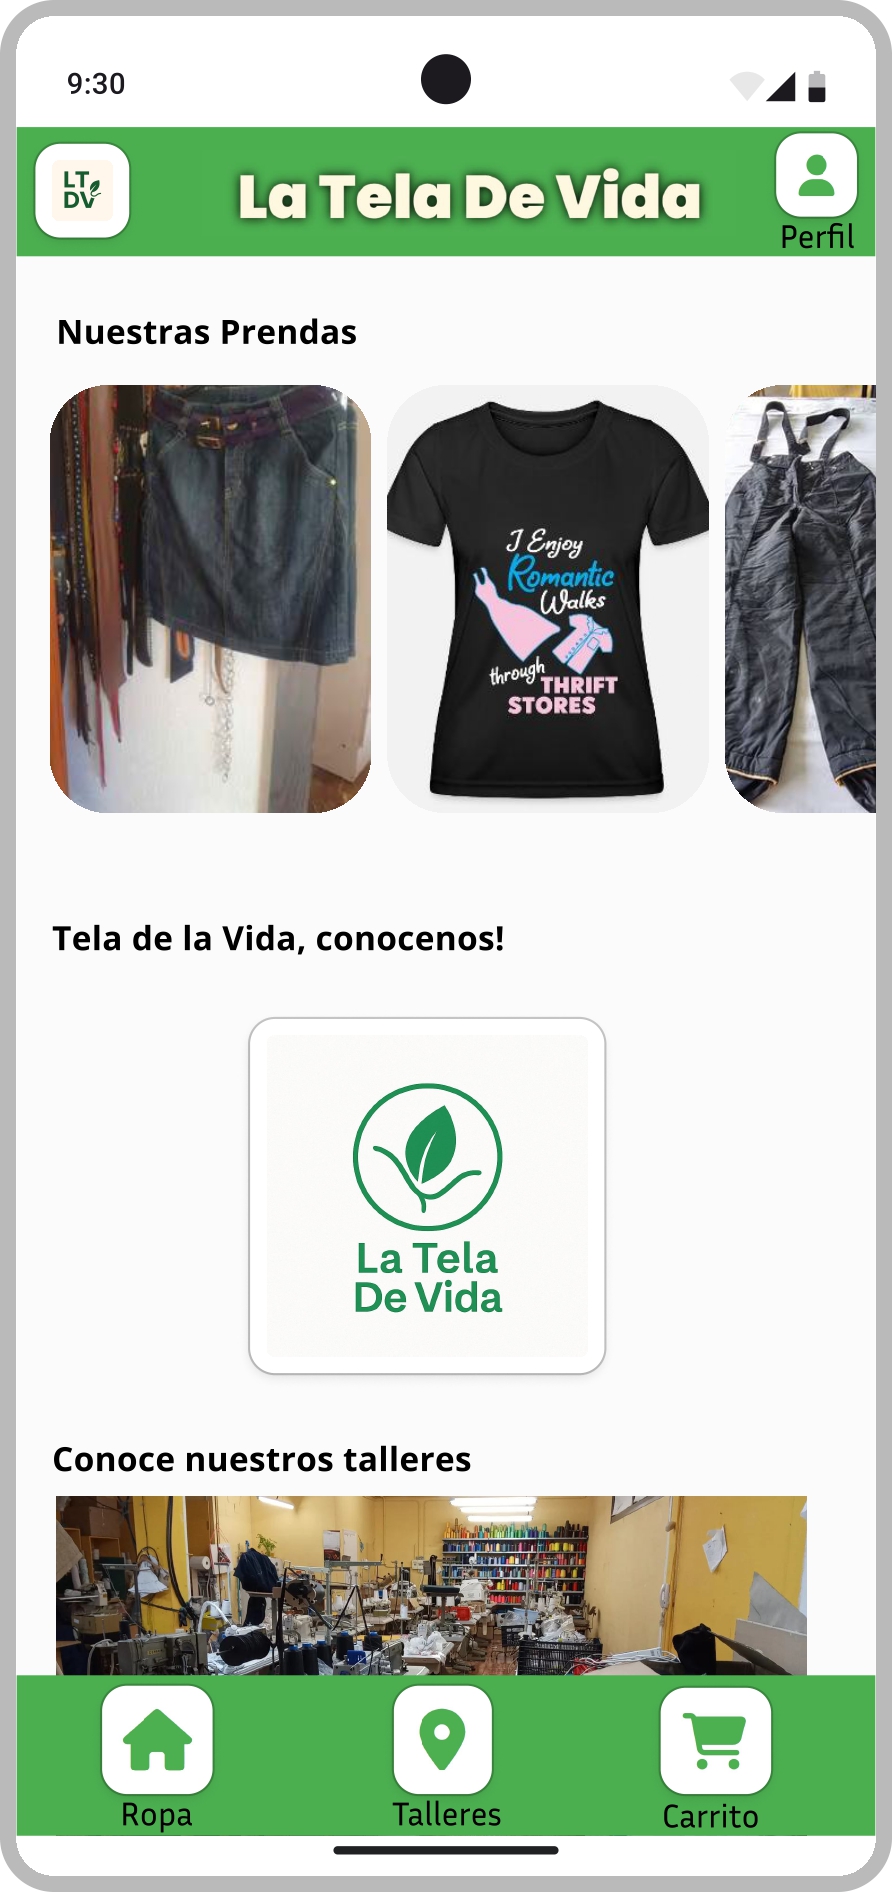 9:30
LT
DV
La Tela De Vida
Perfil
Nuestras Prendas
I Enjoy
Romantic
Walks
through
THRIFT
STORES
Tela de la Vida, conocenos!
La Tela
De Vida
Conoce nuestros talleres
Ropa
Talleres
Carrito